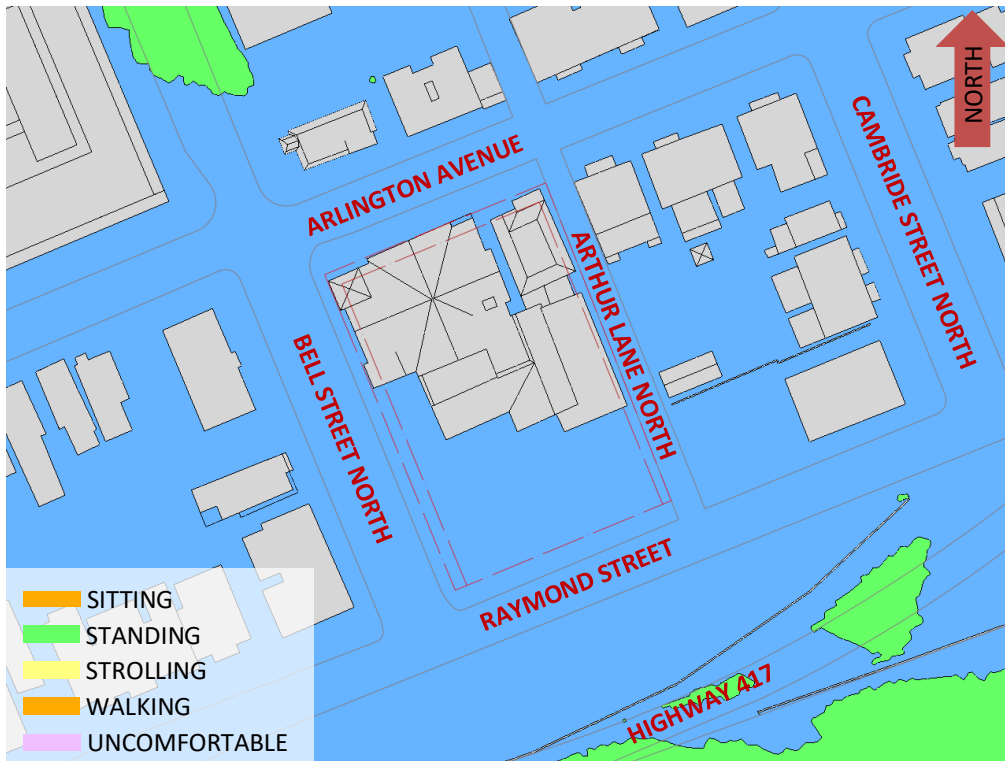 NORTH
ARLINGTON AVENUE
CAMBRIDE STREET NORTH
ARTHUR LANE NORTH
BELL STREET NORTH
RAYMOND STREET
HIGHWAY 417
SITTING
STANDING
STROLLING
WALKING
UNCOMFORTABLE